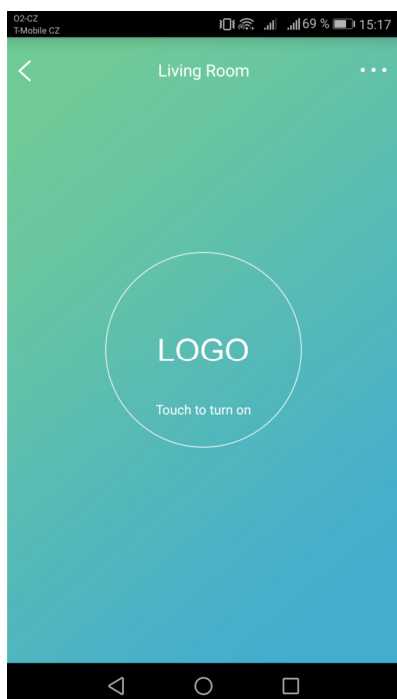 O2-CZ
T-Mobile CZ
69 % 15:17
Living Room
LOGO
Touch to turn on